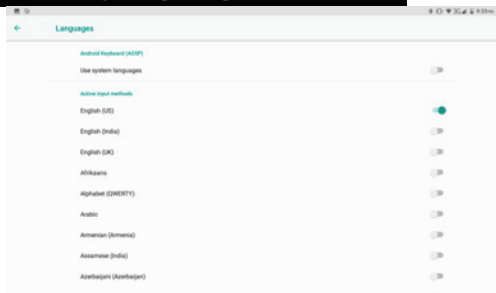 Languages
Android Keyboard (AOSP)
Use system languages
Active input methods
English (US)
English (India)
English (UK)
Afrikaans
Alphabet (QWERTY)
Arabic
Armenian (Armenia)
Assamese (India)
Azerbaijani (Azerbaijan)